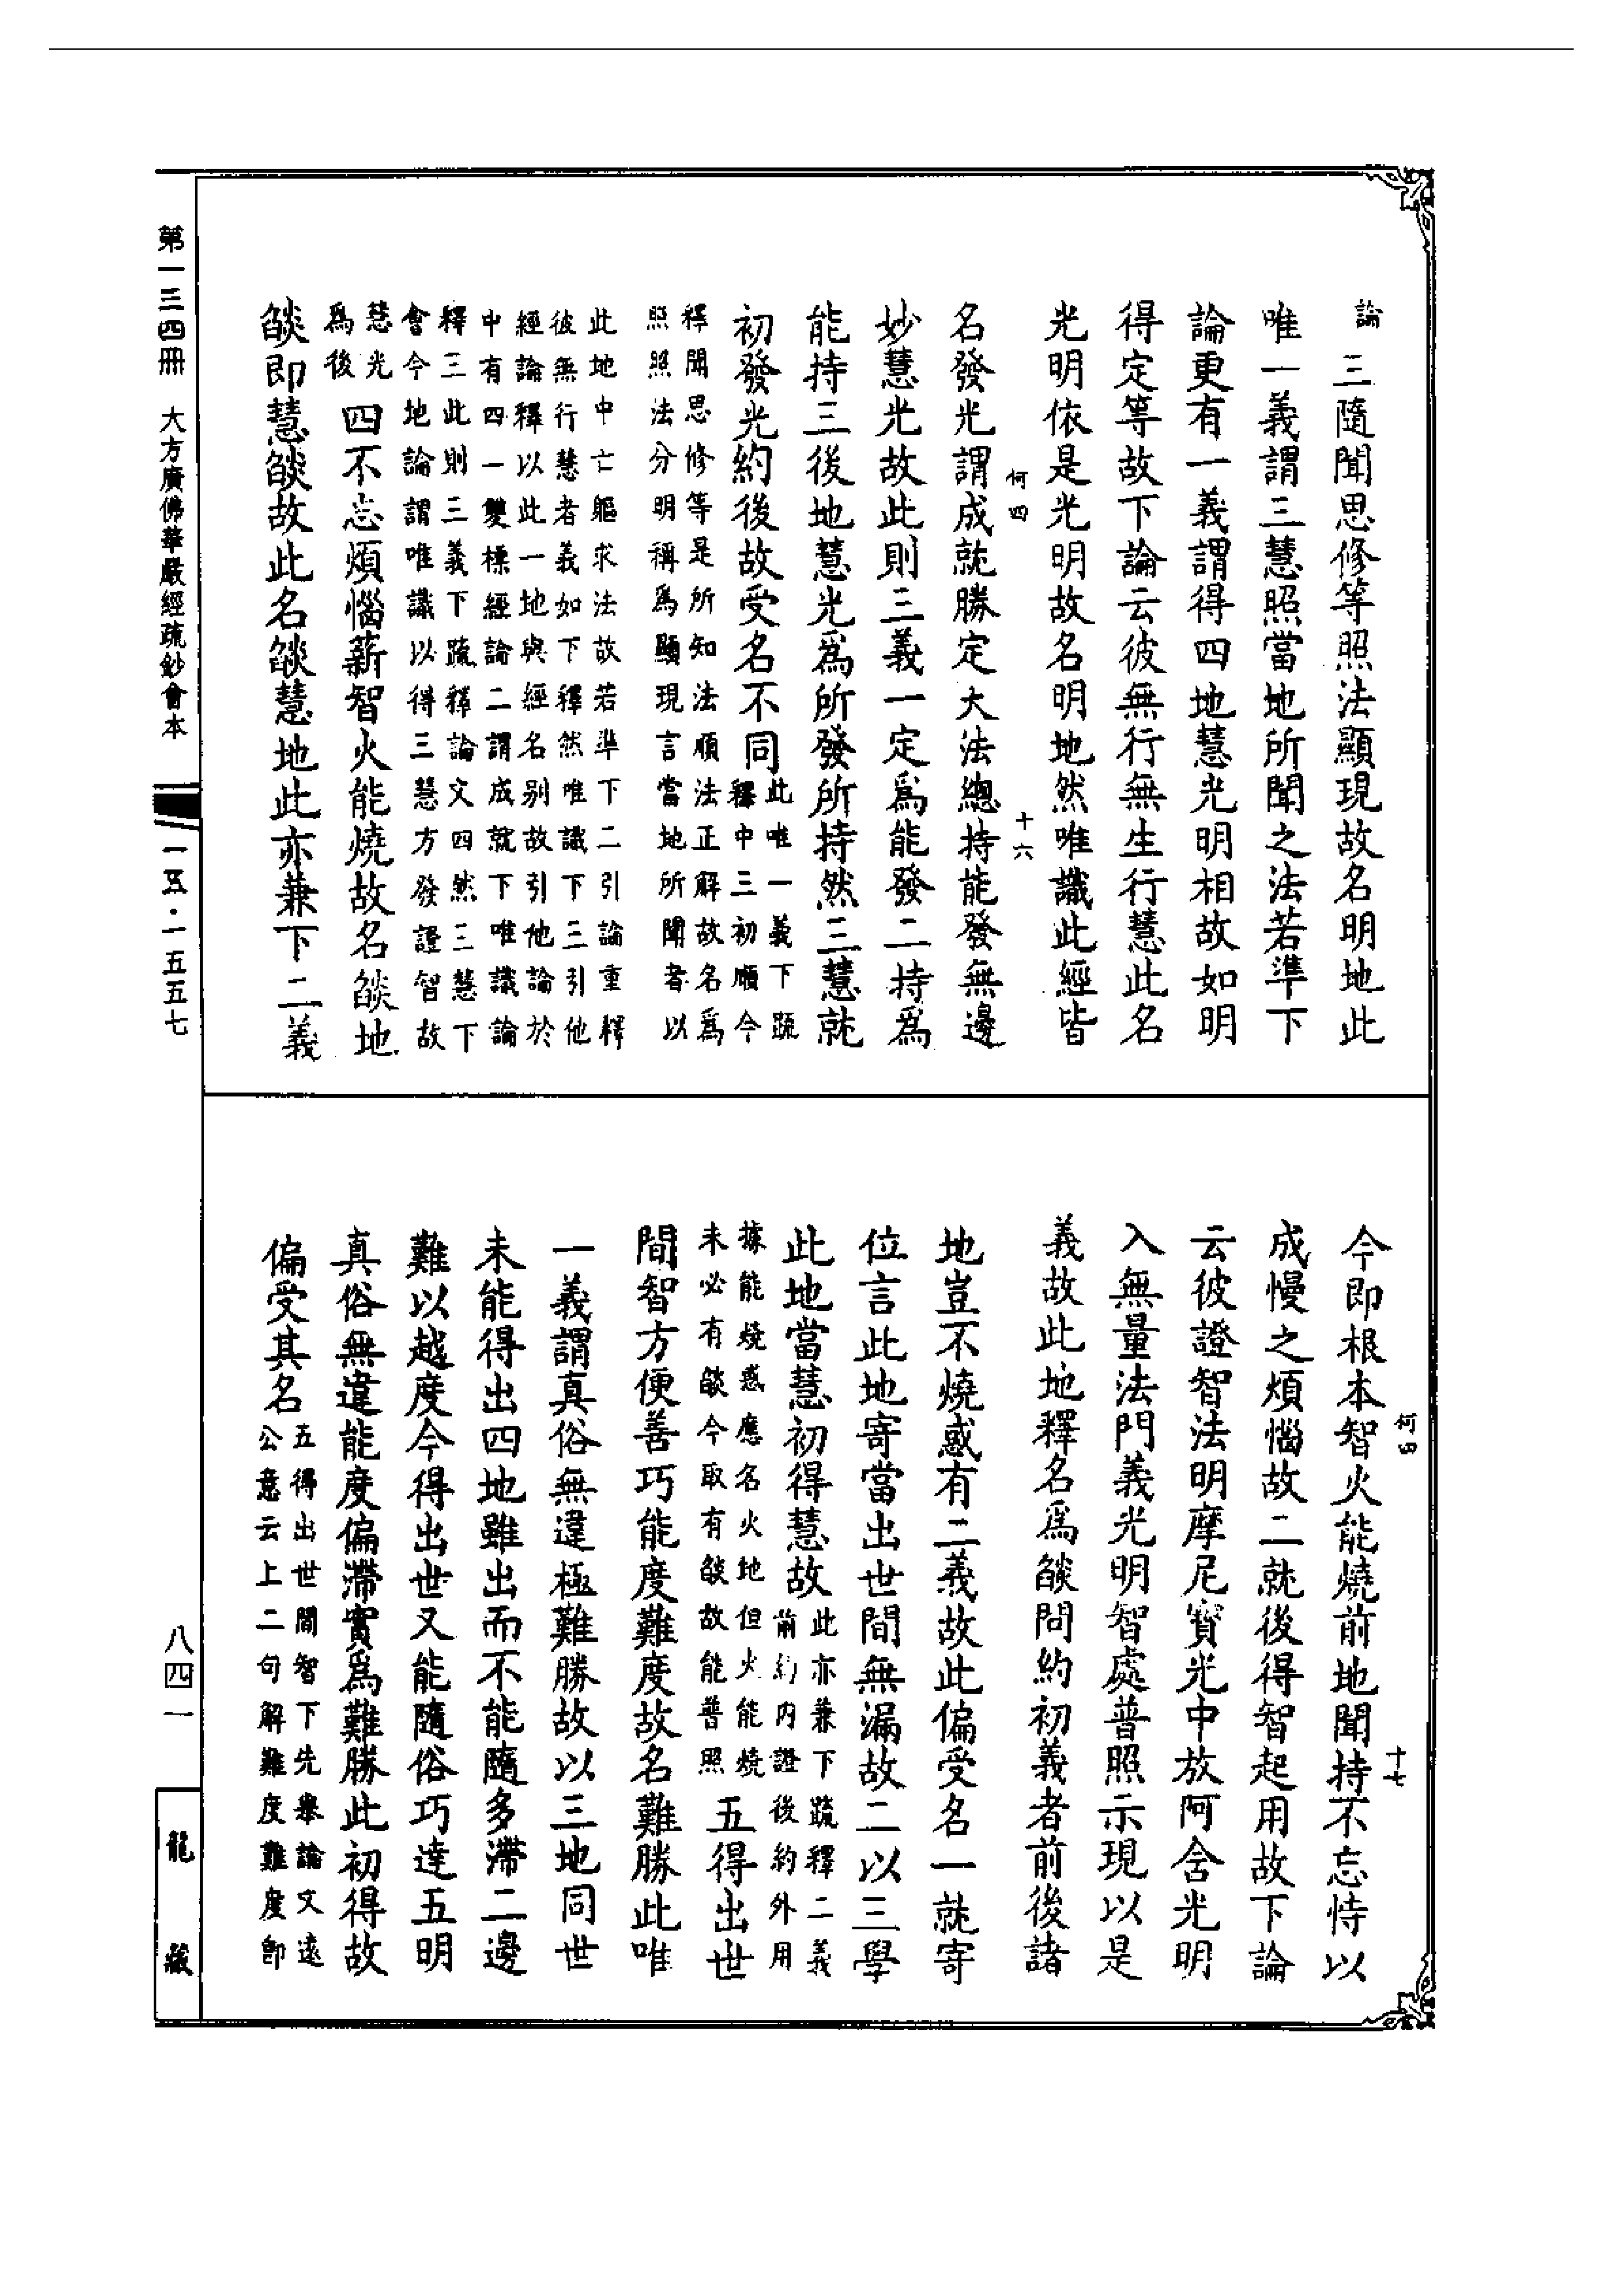 論三隨聞思修等照法顯現故名明地此
唯一義謂三慧照當地所聞之法若準下
論更有一義謂得四地慧光明相故如明
得定等故下論云彼無行無生行慧此名
光明依是光明故名明地然唯識此經皆
何四 十六
名發光謂成就勝定大法總持能發無邊
妙慧光故此則三義一定為能發二持為
能持三後地慧光為所發所持然三慧就
初發光約後故受名不同此唯一義下疏
釋中三初順今
釋聞思修等是所知法順法正解故名為
照照法分明稱為顯現言當地所聞者以
此地中亡軀求法故若準下二引論重釋
彼無行慧者義如下釋然唯識下三引他
經論釋以此一地與經名別故引他論於
中有四一雙標經論二謂成就下唯識論
釋三此則三義下疏釋論文四然三慧下
會今地論謂唯識以得三慧方發證智故
慧光
為後四不忘煩惱薪智火能燒故名燄地
燄即慧燄故此名燄慧地此亦兼下二義
何四 十七
今即根本智火能燒前地聞持不忘恃以
成慢之煩惱故二就後得智起用故下論
云彼證智法明摩尼寶光中放阿含光明
入無量法門義光明智處普照示現以是
義故此地釋名為燄問約初義者前後諸
地豈不燒惑有二義故此偏受名一就寄
位言此地寄當出世間無漏故二以三學
此地當慧初得慧故此亦兼下疏釋二義
前約內證後約外用
據能燒惑應名火地但火能燒
未必有燄今取有燄故能普照五得出世
間智方便善巧能度難度故名難勝此唯
一義謂真俗無違極難勝故以三地同世
未能得出四地雖出而不能隨多滯二邊
難以越度今得出世又能隨俗巧達五明
真俗無違能度偏滯實為難勝此初得故
偏受其名五得出世間智下先舉論文遠
公意云上二句解難度難度即
第一三四冊 大方廣佛華嚴經疏鈔會本 一五·一五五七
八四一
龍藏